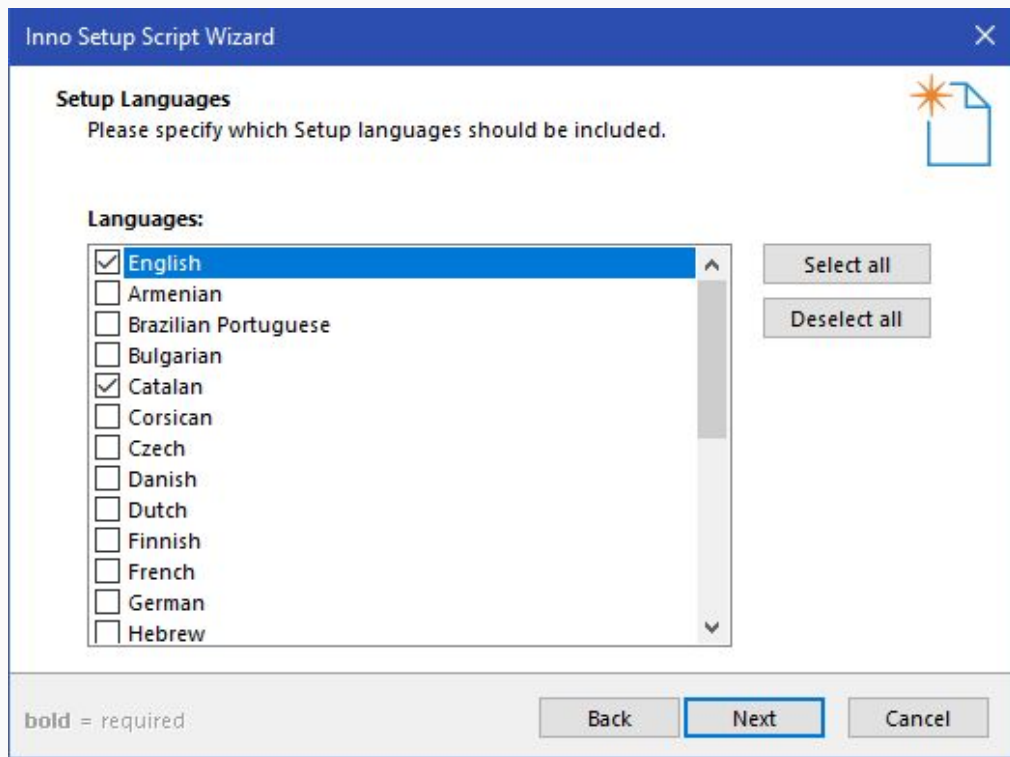 Inno Setup Script Wizard
Setup Languages
Please specify which Setup languages should be included.
Languages:
English
Armenian
Brazilian Portuguese
Bulgarian
Catalan
Corsican
Czech
Danish
Dutch
Finnish
French
German
Hebrew
Select all
Deselect all
bold = required
Back
Next
Cancel